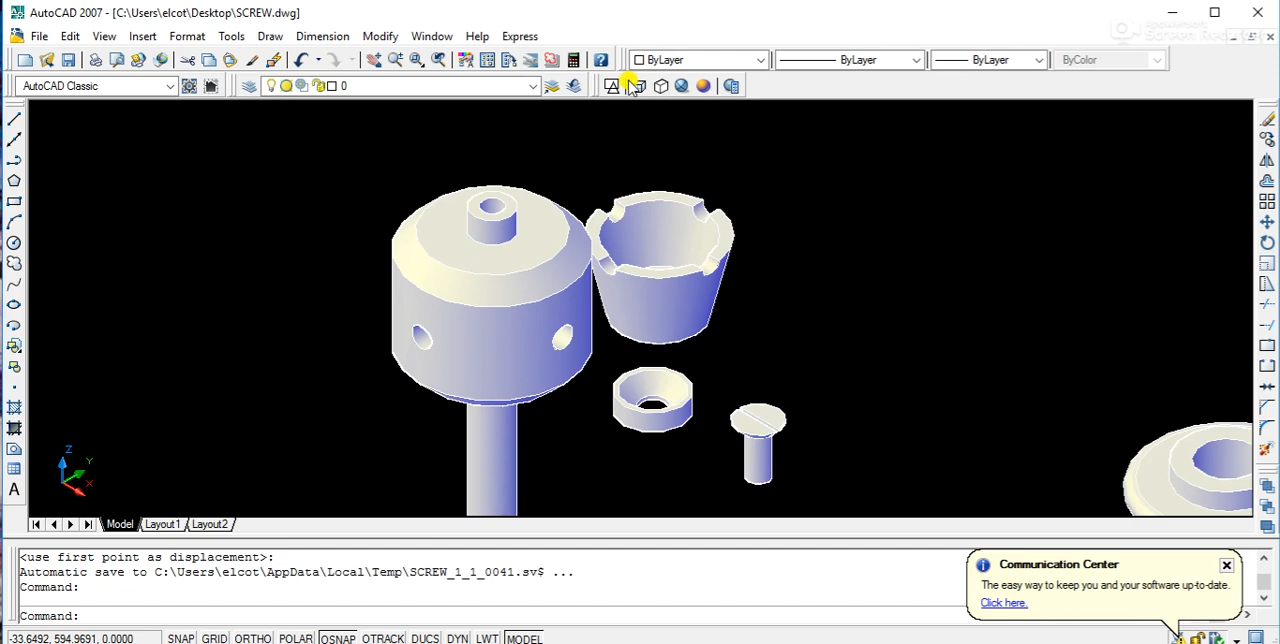 AutoCAD 2007 - [C:\Users\elcot\Desktop\SCREW.dwg]
File Edit View Insert Format Tools Draw Dimension Modify Window Help Express
ByLayer ByLayer ByLayer ByColor
AutoCAD Classic 0
Z
Y
X
A Model Layout1 Layout2
<use first point as displacement>:
Automatic save to C:\Users\elcot\AppData\Local\Temp\SCREW_1_1_0041.sv$ ...
Command:
Command:
Communication Center
The easy way to keep you and your software up-to-date.
Click here.
-33.6492, 594.9691, 0.0000 SNAP GRID ORTHO POLAR OSNAP OTRACK DUCS DYN LWT MODEL